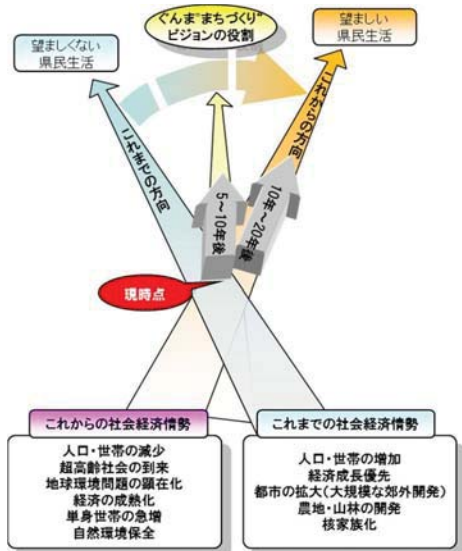 ぐんま"まちづくり"
ビジョンの役割
望ましくない
県民生活
望ましい
県民生活
これまでの方向
これからの方向
5～10年後
10年～20年後
現時点
これからの社会経済情勢
人口・世帯の減少
超高齢社会の到来
地球環境問題の顕在化
経済の成熟化
単身世帯の急増
自然環境保全
これまでの社会経済情勢
人口・世帯の増加
経済成長優先
都市の拡大(大規模な郊外開発)
農地・山林の開発
核家族化